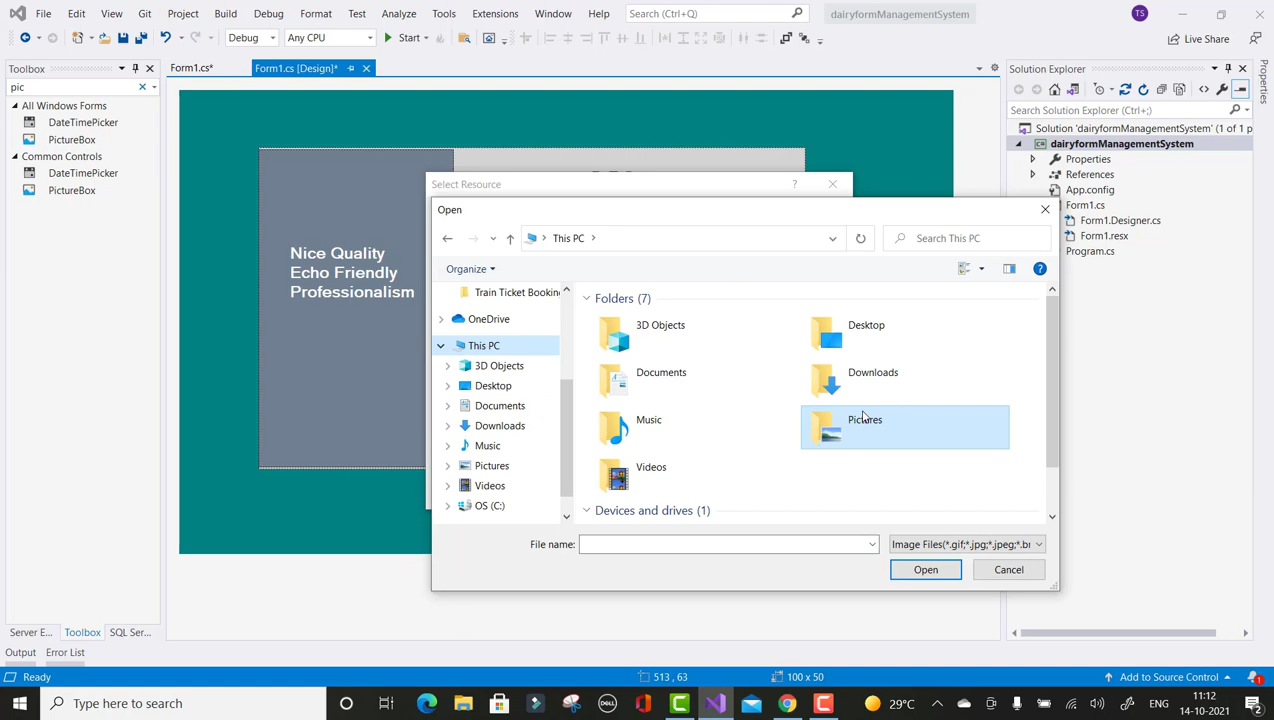 File Edit View Git Project Build Debug Format Test Analyze Tools Extensions Window Help Search (Ctrl+Q) dairyformManagementSystem TS
Debug Any CPU Start Live Share
Toolbox Form1.cs* Form1.cs [Design]* Solution Explorer
pic
Search Solution Explorer (Ctrl+;)
All Windows Forms
DateTimePicker
PictureBox
Common Controls
DateTimePicker
PictureBox
Solution 'dairyformManagementSystem' (1 of 1 p
dairyformManagementSystem
Properties
References
App.config
Form1.cs
Form1.Designer.cs
Form1.resx
Program.cs
Properties
Nice Quality
Echo Friendly
Professionalism
Select Resource ?
Open
This PC Search This PC
Organize
Train Ticket Booking
OneDrive
This PC
3D Objects
Desktop
Documents
Downloads
Music
Pictures
Videos
OS (C:)
Folders (7)
3D Objects Desktop
Documents Downloads
Music Pictures
Videos
Devices and drives (1)
File name: Image Files(*.gif;*.jpg;*.jpeg;*.br
Open Cancel
Server E... Toolbox SQL Ser...
Output Error List
Ready 513 , 63 100 x 50 Add to Source Control 1
Type here to search DELL 29°C ENG 11:12
14-10-2021 2